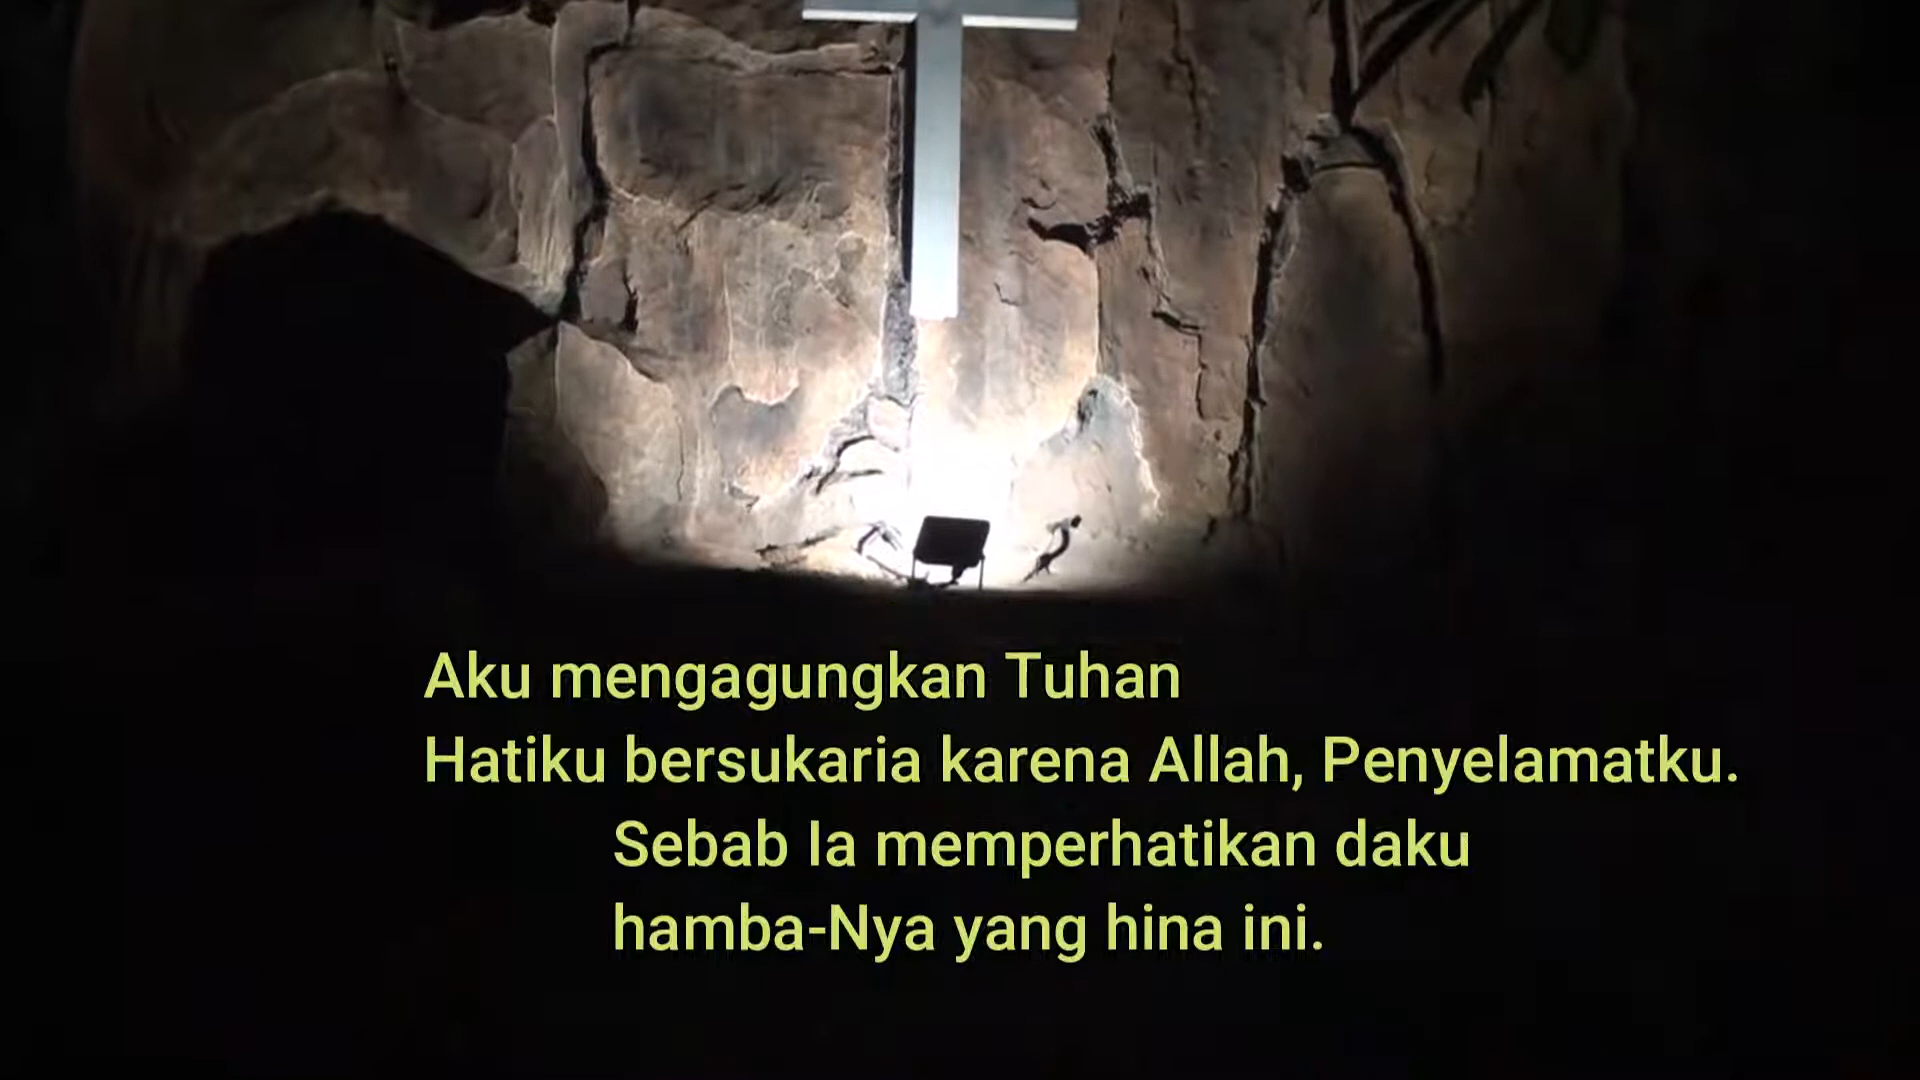 Aku mengagungkan Tuhan
Hatiku bersukaria karena Allah, Penyelamatku.
Sebab Ia memperhatikan daku
hamba-Nya yang hina ini.